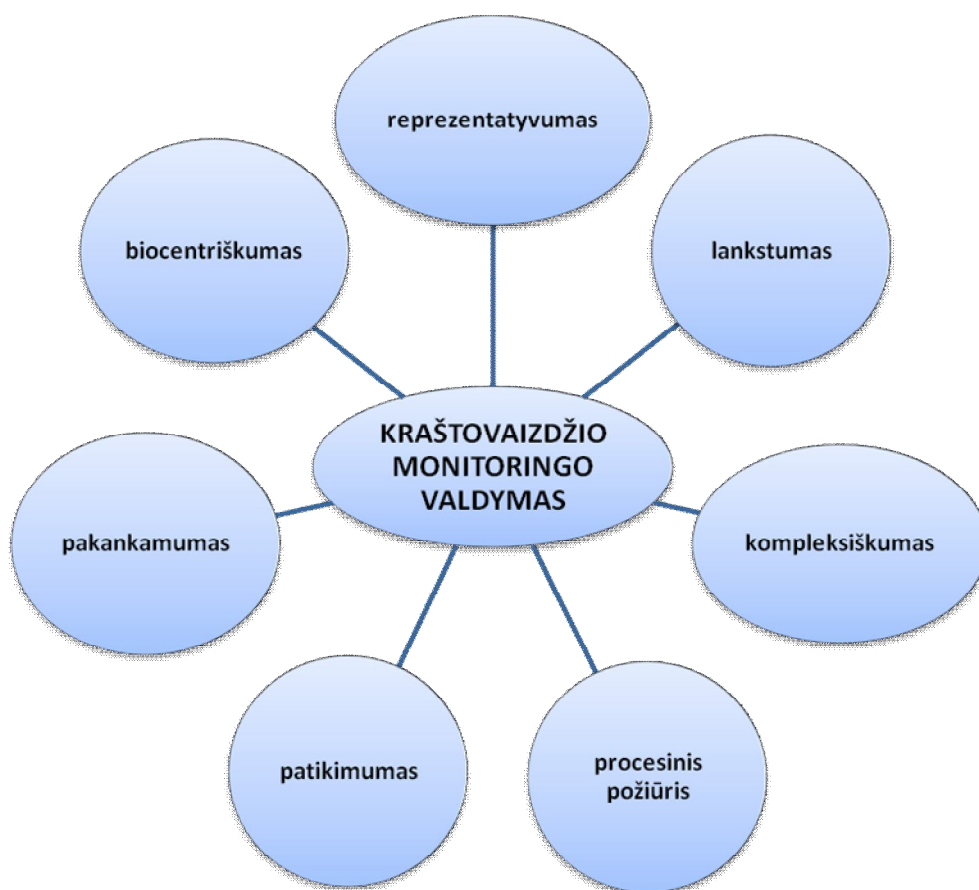 reprezentatyvumas
biocentriškumas
lankstumas
KRAŠTOVAIZDŽIO
MONITORINGO
VALDYMAS
pakankamumas
kompleksiškumas
patikimumas
procesinis
požiūris